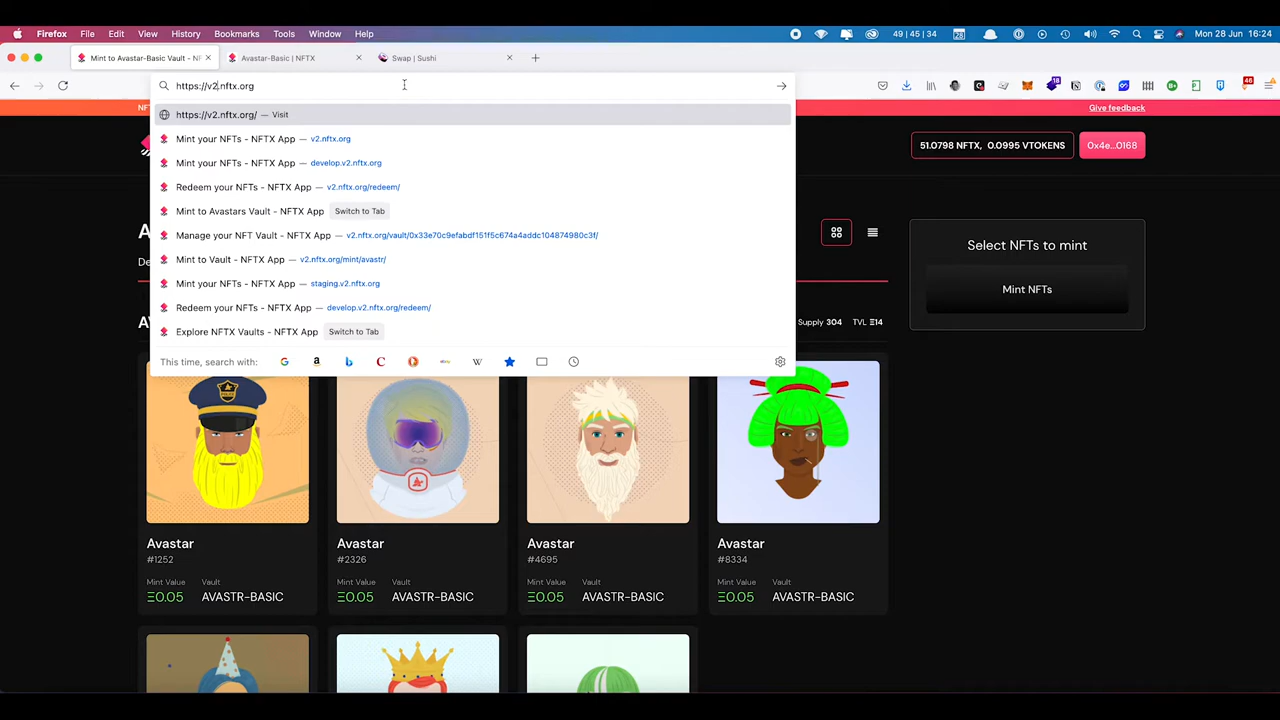 Firefox File Edit View History Bookmarks Tools Window Help 49 | 45 | 34 28 Mon 28 Jun 16:24
Mint to Avastar-Basic Vault - NF Avastar-Basic | NFTX Swap | Sushi
https://v2.nftx.org
NF
Give feedback
https://v2.nftx.org/ — Visit
Mint your NFTs - NFTX App — v2.nftx.org
Mint your NFTs - NFTX App — develop.v2.nftx.org
Redeem your NFTs - NFTX App — v2.nftx.org/redeem/
Mint to Avastars Vault - NFTX App Switch to Tab
Manage your NFT Vault - NFTX App — v2.nftx.org/vault/0x33e70c9efabdf151f5c674a4addc104874980c3f/
Mint to Vault - NFTX App — v2.nftx.org/mint/avastr/
Mint your NFTs - NFTX App — staging.v2.nftx.org
Redeem your NFTs - NFTX App — develop.v2.nftx.org/redeem/
Explore NFTX Vaults - NFTX App Switch to Tab
This time, search with:
51.0798 NFTX, 0.0995 VTOKENS 0x4e...0168
A
De
Select NFTs to mint
Mint NFTs
AV
Supply 304 TVL Ξ14
Avastar Avastar Avastar Avastar
#1252 #2326 #4695 #8334
Mint Value Vault Mint Value Vault Mint Value Vault Mint Value Vault
Ξ0.05 AVASTR-BASIC Ξ0.05 AVASTR-BASIC Ξ0.05 AVASTR-BASIC Ξ0.05 AVASTR-BASIC